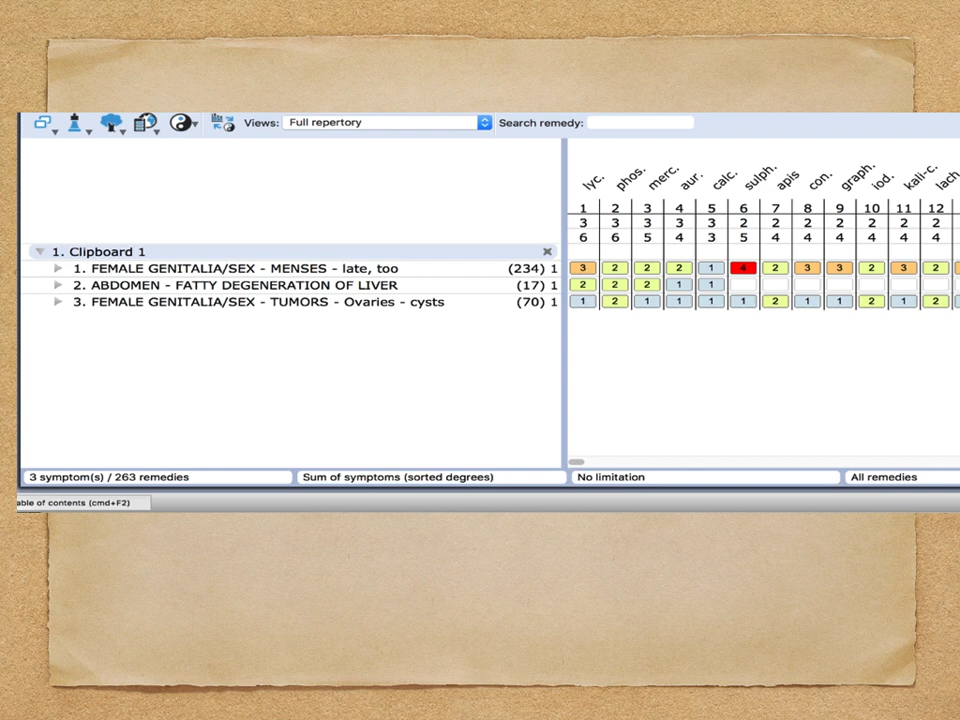 Views: Full repertory Search remedy:
lyc. phos. merc. aur. calc. sulph. apis con. graph. iod. kali-c. lach
1 2 3 4 5 6 7 8 9 10 11 12
3 3 3 3 3 2 2 2 2 2 2 2
6 6 5 4 3 5 4 4 4 4 4 4
1. Clipboard 1
1. FEMALE GENITALIA/SEX - MENSES - late, too (234) 1 3 2 2 2 1 4 2 3 3 2 3 2
2. ABDOMEN - FATTY DEGENERATION OF LIVER (17) 1 2 2 2 1 1
3. FEMALE GENITALIA/SEX - TUMORS - Ovaries - cysts (70) 1 1 2 1 1 1 1 2 1 1 2 1 2
3 symptom(s) / 263 remedies Sum of symptoms (sorted degrees) No limitation All remedies
able of contents (cmd+F2)